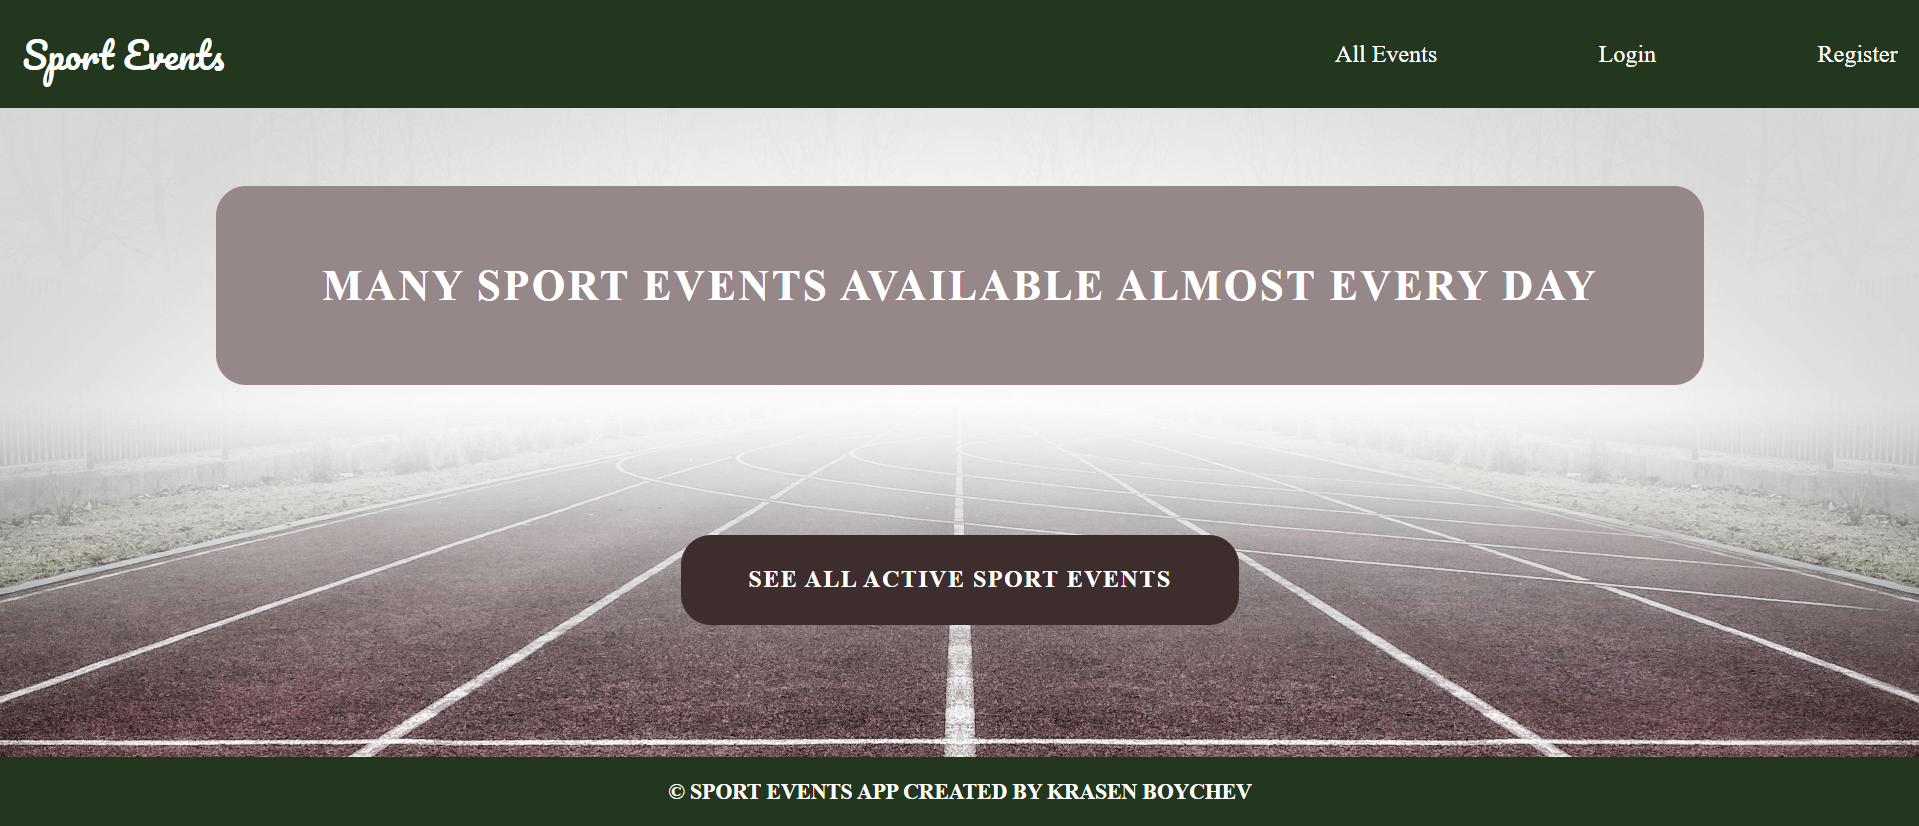 Sport Events
All Events
Login
Register
MANY SPORT EVENTS AVAILABLE ALMOST EVERY DAY
SEE ALL ACTIVE SPORT EVENTS
© SPORT EVENTS APP CREATED BY KRASEN BOYCHEV